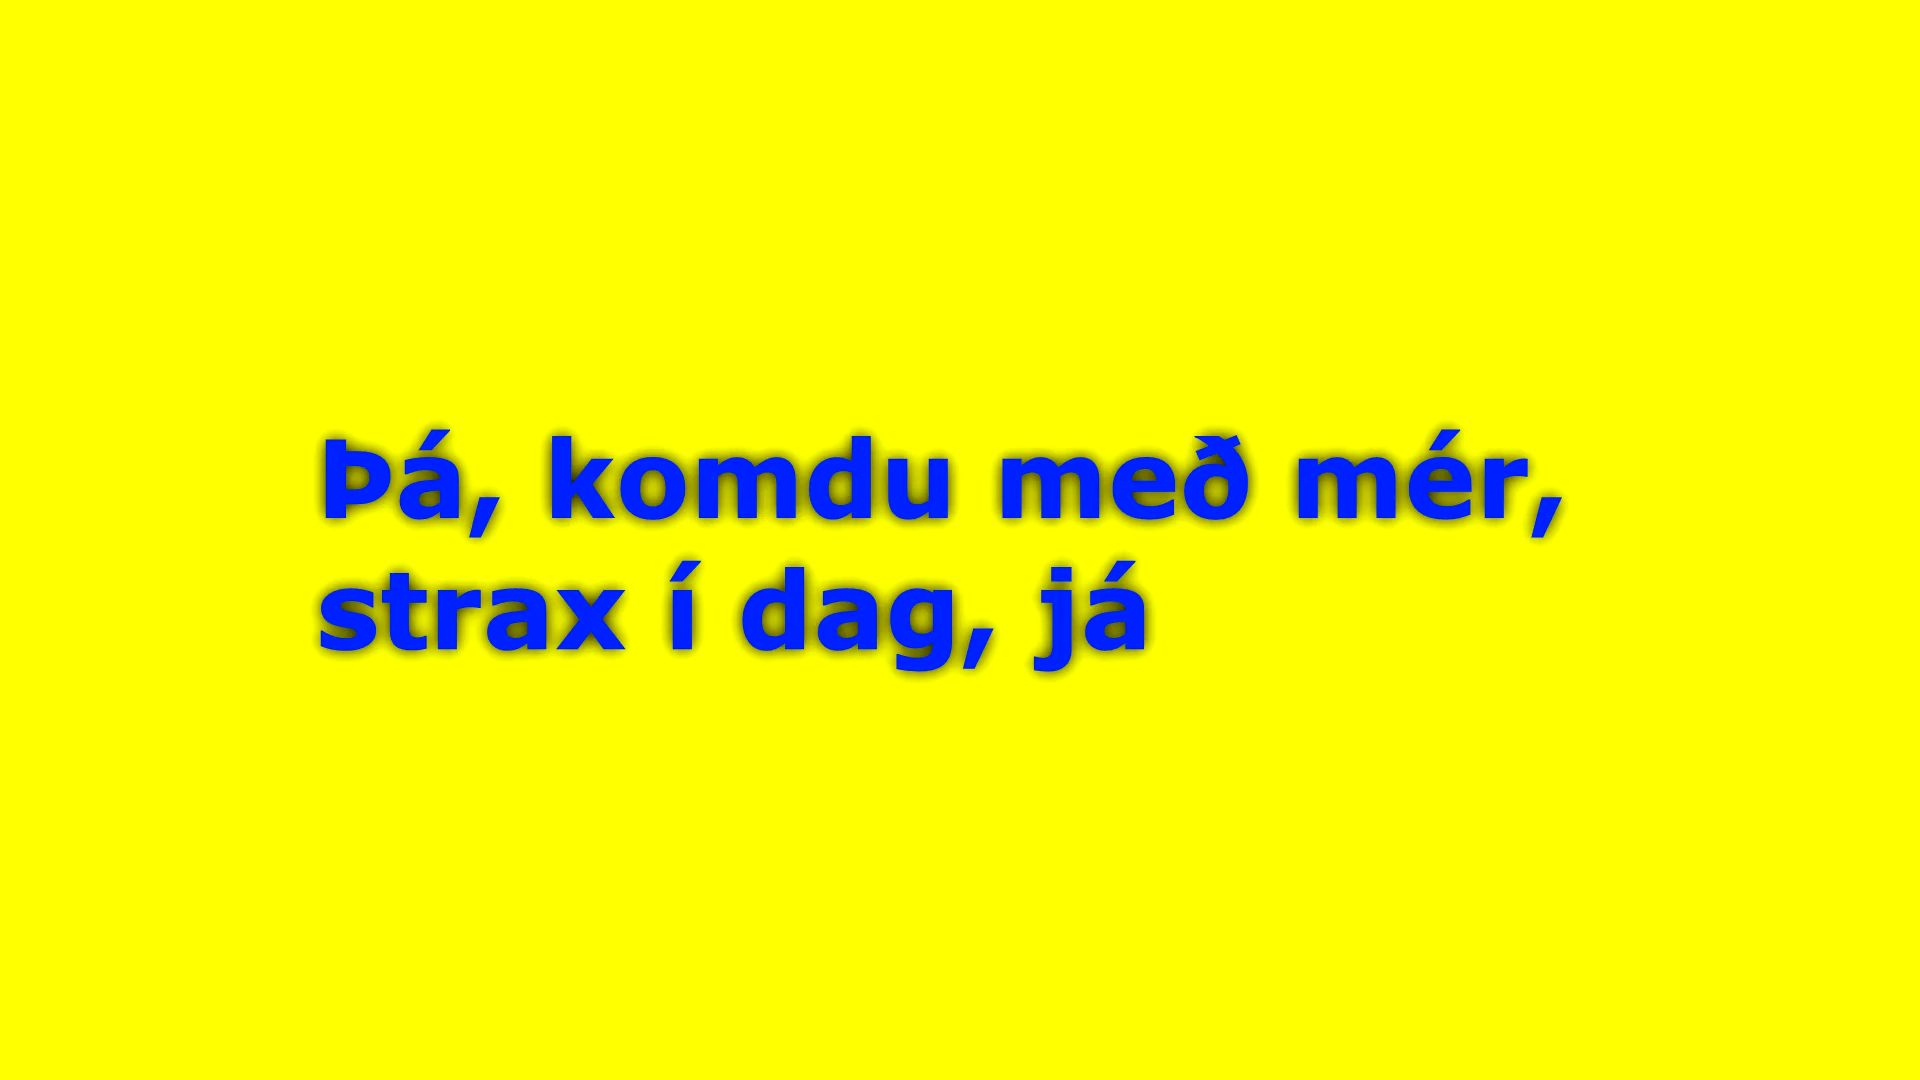 Þá, komdu með mér,
strax í dag, já